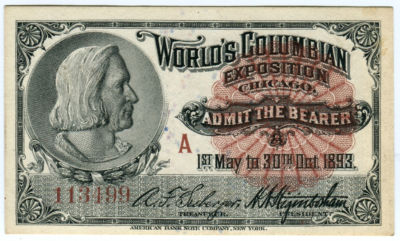 WORLD'S COLUMBIAN
EXPOSITION
CHICAGO.
ADMIT THE BEARER
A
1ST May to 30TH Oct 1893.
113499
TREASURER.
PRESIDENT
AMERICAN BANK NOTE COMPANY, NEW YORK.